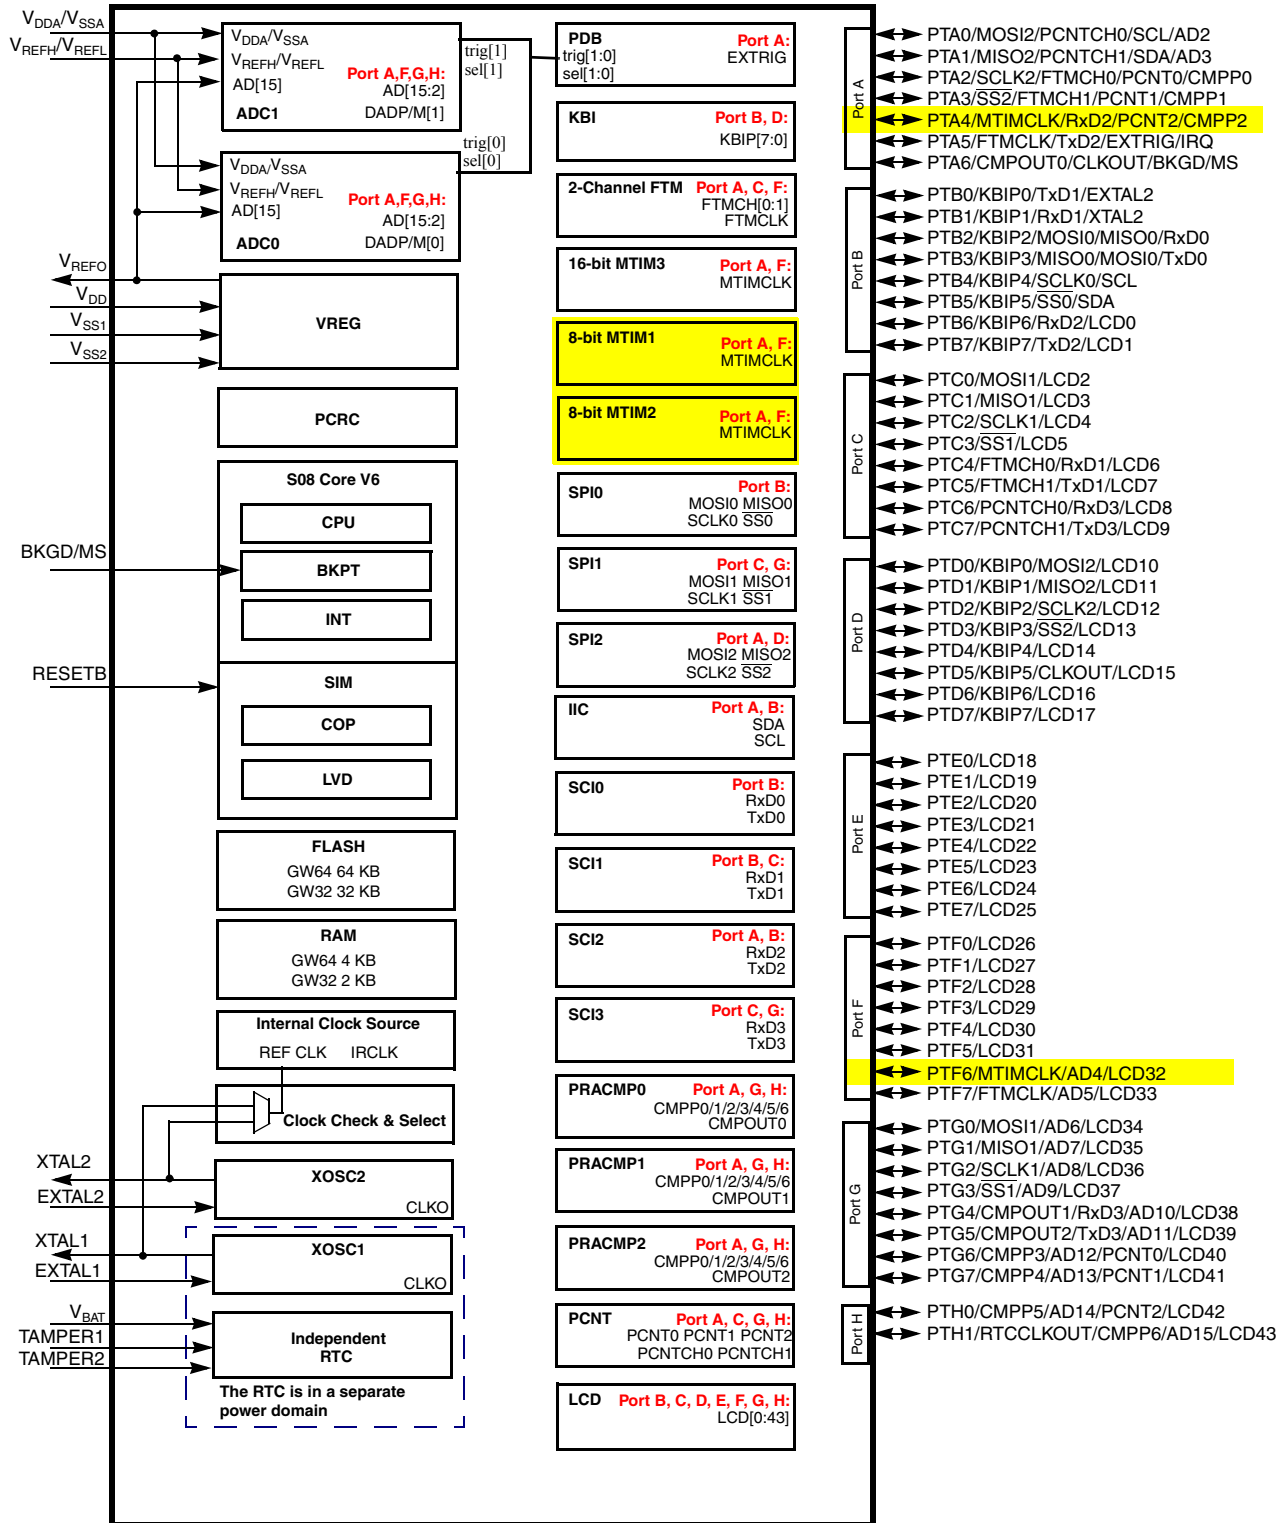 V_DDA/V_SSA
V_REFH/V_REFL
V_DDA/V_SSA
V_REFH/V_REFL
AD[15]
Port A,F,G,H:
AD[15:2]
ADC1
DADP/M[1]
trig[1]
sel[1]
trig[0]
sel[0]
V_DDA/V_SSA
V_REFH/V_REFL
AD[15]
Port A,F,G,H:
AD[15:2]
ADC0
DADP/M[0]
V_REFO
V_DD
V_SS1
V_SS2
VREG
PCRC
S08 Core V6
CPU
BKGD/MS
BKPT
INT
RESETB
SIM
COP
LVD
FLASH
GW64 64 KB
GW32 32 KB
RAM
GW64 4 KB
GW32 2 KB
Internal Clock Source
REF CLK IRCLK
Clock Check & Select
XTAL2
EXTAL2
XOSC2
CLKO
XTAL1
EXTAL1
XOSC1
CLKO
V_BAT
TAMPER1
TAMPER2
Independent
RTC
The RTC is in a separate
power domain
PDB
Port A:
trig[1:0]
EXTRIG
sel[1:0]
KBI
Port B, D:
KBIP[7:0]
2-Channel FTM
Port A, C, F:
FTMCH[0:1]
FTMCLK
16-bit MTIM3
Port A, F:
MTIMCLK
8-bit MTIM1
Port A, F:
MTIMCLK
8-bit MTIM2
Port A, F:
MTIMCLK
SPI0
Port B:
MOSI0 MISO0
SCLK0 SS0
SPI1
Port C, G:
MOSI1 MISO1
SCLK1 SS1
SPI2
Port A, D:
MOSI2 MISO2
SCLK2 SS2
IIC
Port A, B:
SDA
SCL
SCI0
Port B:
RxD0
TxD0
SCI1
Port B, C:
RxD1
TxD1
SCI2
Port A, B:
RxD2
TxD2
SCI3
Port C, G:
RxD3
TxD3
PRACMP0
Port A, G, H:
CMPP0/1/2/3/4/5/6
CMPOUT0
PRACMP1
Port A, G, H:
CMPP0/1/2/3/4/5/6
CMPOUT1
PRACMP2
Port A, G, H:
CMPP0/1/2/3/4/5/6
CMPOUT2
PCNT
Port A, C, G, H:
PCNT0 PCNT1 PCNT2
PCNTCH0 PCNTCH1
LCD
Port B, C, D, E, F, G, H:
LCD[0:43]
Port A
PTA0/MOSI2/PCNTCH0/SCL/AD2
PTA1/MISO2/PCNTCH1/SDA/AD3
PTA2/SCLK2/FTMCH0/PCNT0/CMPP0
PTA3/SS2/FTMCH1/PCNT1/CMPP1
PTA4/MTIMCLK/RxD2/PCNT2/CMPP2
PTA5/FTMCLK/TxD2/EXTRIG/IRQ
PTA6/CMPOUT0/CLKOUT/BKGD/MS
Port B
PTB0/KBIP0/TxD1/EXTAL2
PTB1/KBIP1/RxD1/XTAL2
PTB2/KBIP2/MOSI0/MISO0/RxD0
PTB3/KBIP3/MISO0/MOSI0/TxD0
PTB4/KBIP4/SCLK0/SCL
PTB5/KBIP5/SS0/SDA
PTB6/KBIP6/RxD2/LCD0
PTB7/KBIP7/TxD2/LCD1
Port C
PTC0/MOSI1/LCD2
PTC1/MISO1/LCD3
PTC2/SCLK1/LCD4
PTC3/SS1/LCD5
PTC4/FTMCH0/RxD1/LCD6
PTC5/FTMCH1/TxD1/LCD7
PTC6/PCNTCH0/RxD3/LCD8
PTC7/PCNTCH1/TxD3/LCD9
Port D
PTD0/KBIP0/MOSI2/LCD10
PTD1/KBIP1/MISO2/LCD11
PTD2/KBIP2/SCLK2/LCD12
PTD3/KBIP3/SS2/LCD13
PTD4/KBIP4/LCD14
PTD5/KBIP5/CLKOUT/LCD15
PTD6/KBIP6/LCD16
PTD7/KBIP7/LCD17
Port E
PTE0/LCD18
PTE1/LCD19
PTE2/LCD20
PTE3/LCD21
PTE4/LCD22
PTE5/LCD23
PTE6/LCD24
PTE7/LCD25
Port F
PTF0/LCD26
PTF1/LCD27
PTF2/LCD28
PTF3/LCD29
PTF4/LCD30
PTF5/LCD31
PTF6/MTIMCLK/AD4/LCD32
PTF7/FTMCLK/AD5/LCD33
Port G
PTG0/MOSI1/AD6/LCD34
PTG1/MISO1/AD7/LCD35
PTG2/SCLK1/AD8/LCD36
PTG3/SS1/AD9/LCD37
PTG4/CMPOUT1/RxD3/AD10/LCD38
PTG5/CMPOUT2/TxD3/AD11/LCD39
PTG6/CMPP3/AD12/PCNT0/LCD40
PTG7/CMPP4/AD13/PCNT1/LCD41
Port H
PTH0/CMPP5/AD14/PCNT2/LCD42
PTH1/RTCCLKOUT/CMPP6/AD15/LCD43